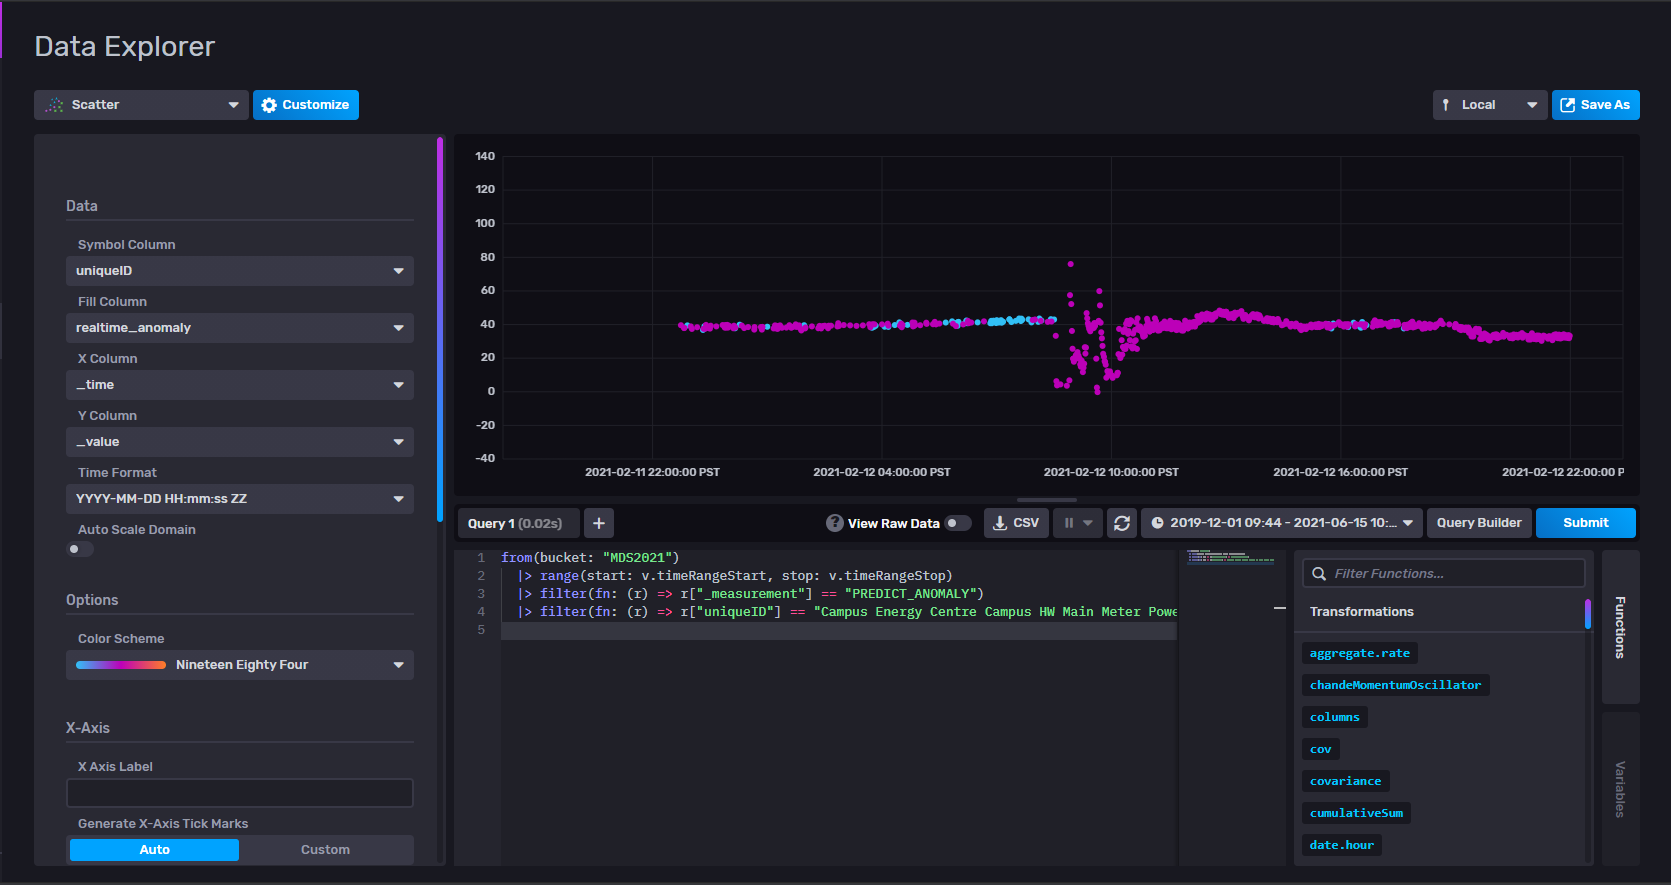 Data Explorer
Scatter
Customize
Local
Save As
Data
Symbol Column
uniqueID
Fill Column
realtime_anomaly
X Column
_time
Y Column
_value
Time Format
YYYY-MM-DD HH:mm:ss ZZ
Auto Scale Domain
Options
Color Scheme
Nineteen Eighty Four
X-Axis
X Axis Label
Generate X-Axis Tick Marks
Auto Custom
140
120
100
80
60
40
20
0
-20
-40
2021-02-11 22:00:00 PST 2021-02-12 04:00:00 PST 2021-02-12 10:00:00 PST 2021-02-12 16:00:00 PST 2021-02-12 22:00:00 P
Query 1 (0.02s) + ? View Raw Data CSV 2019-12-01 09:44 - 2021-06-15 10:... Query Builder Submit
1 from(bucket: "MDS2021")
2 |> range(start: v.timeRangeStart, stop: v.timeRangeStop)
3 |> filter(fn: (r) => r["_measurement"] == "PREDICT_ANOMALY")
4 |> filter(fn: (r) => r["uniqueID"] == "Campus Energy Centre Campus HW Main Meter Powe
5
Filter Functions...
Transformations
aggregate.rate
chandeMomentumOscillator
columns
cov
covariance
cumulativeSum
date.hour
Functions
Variables